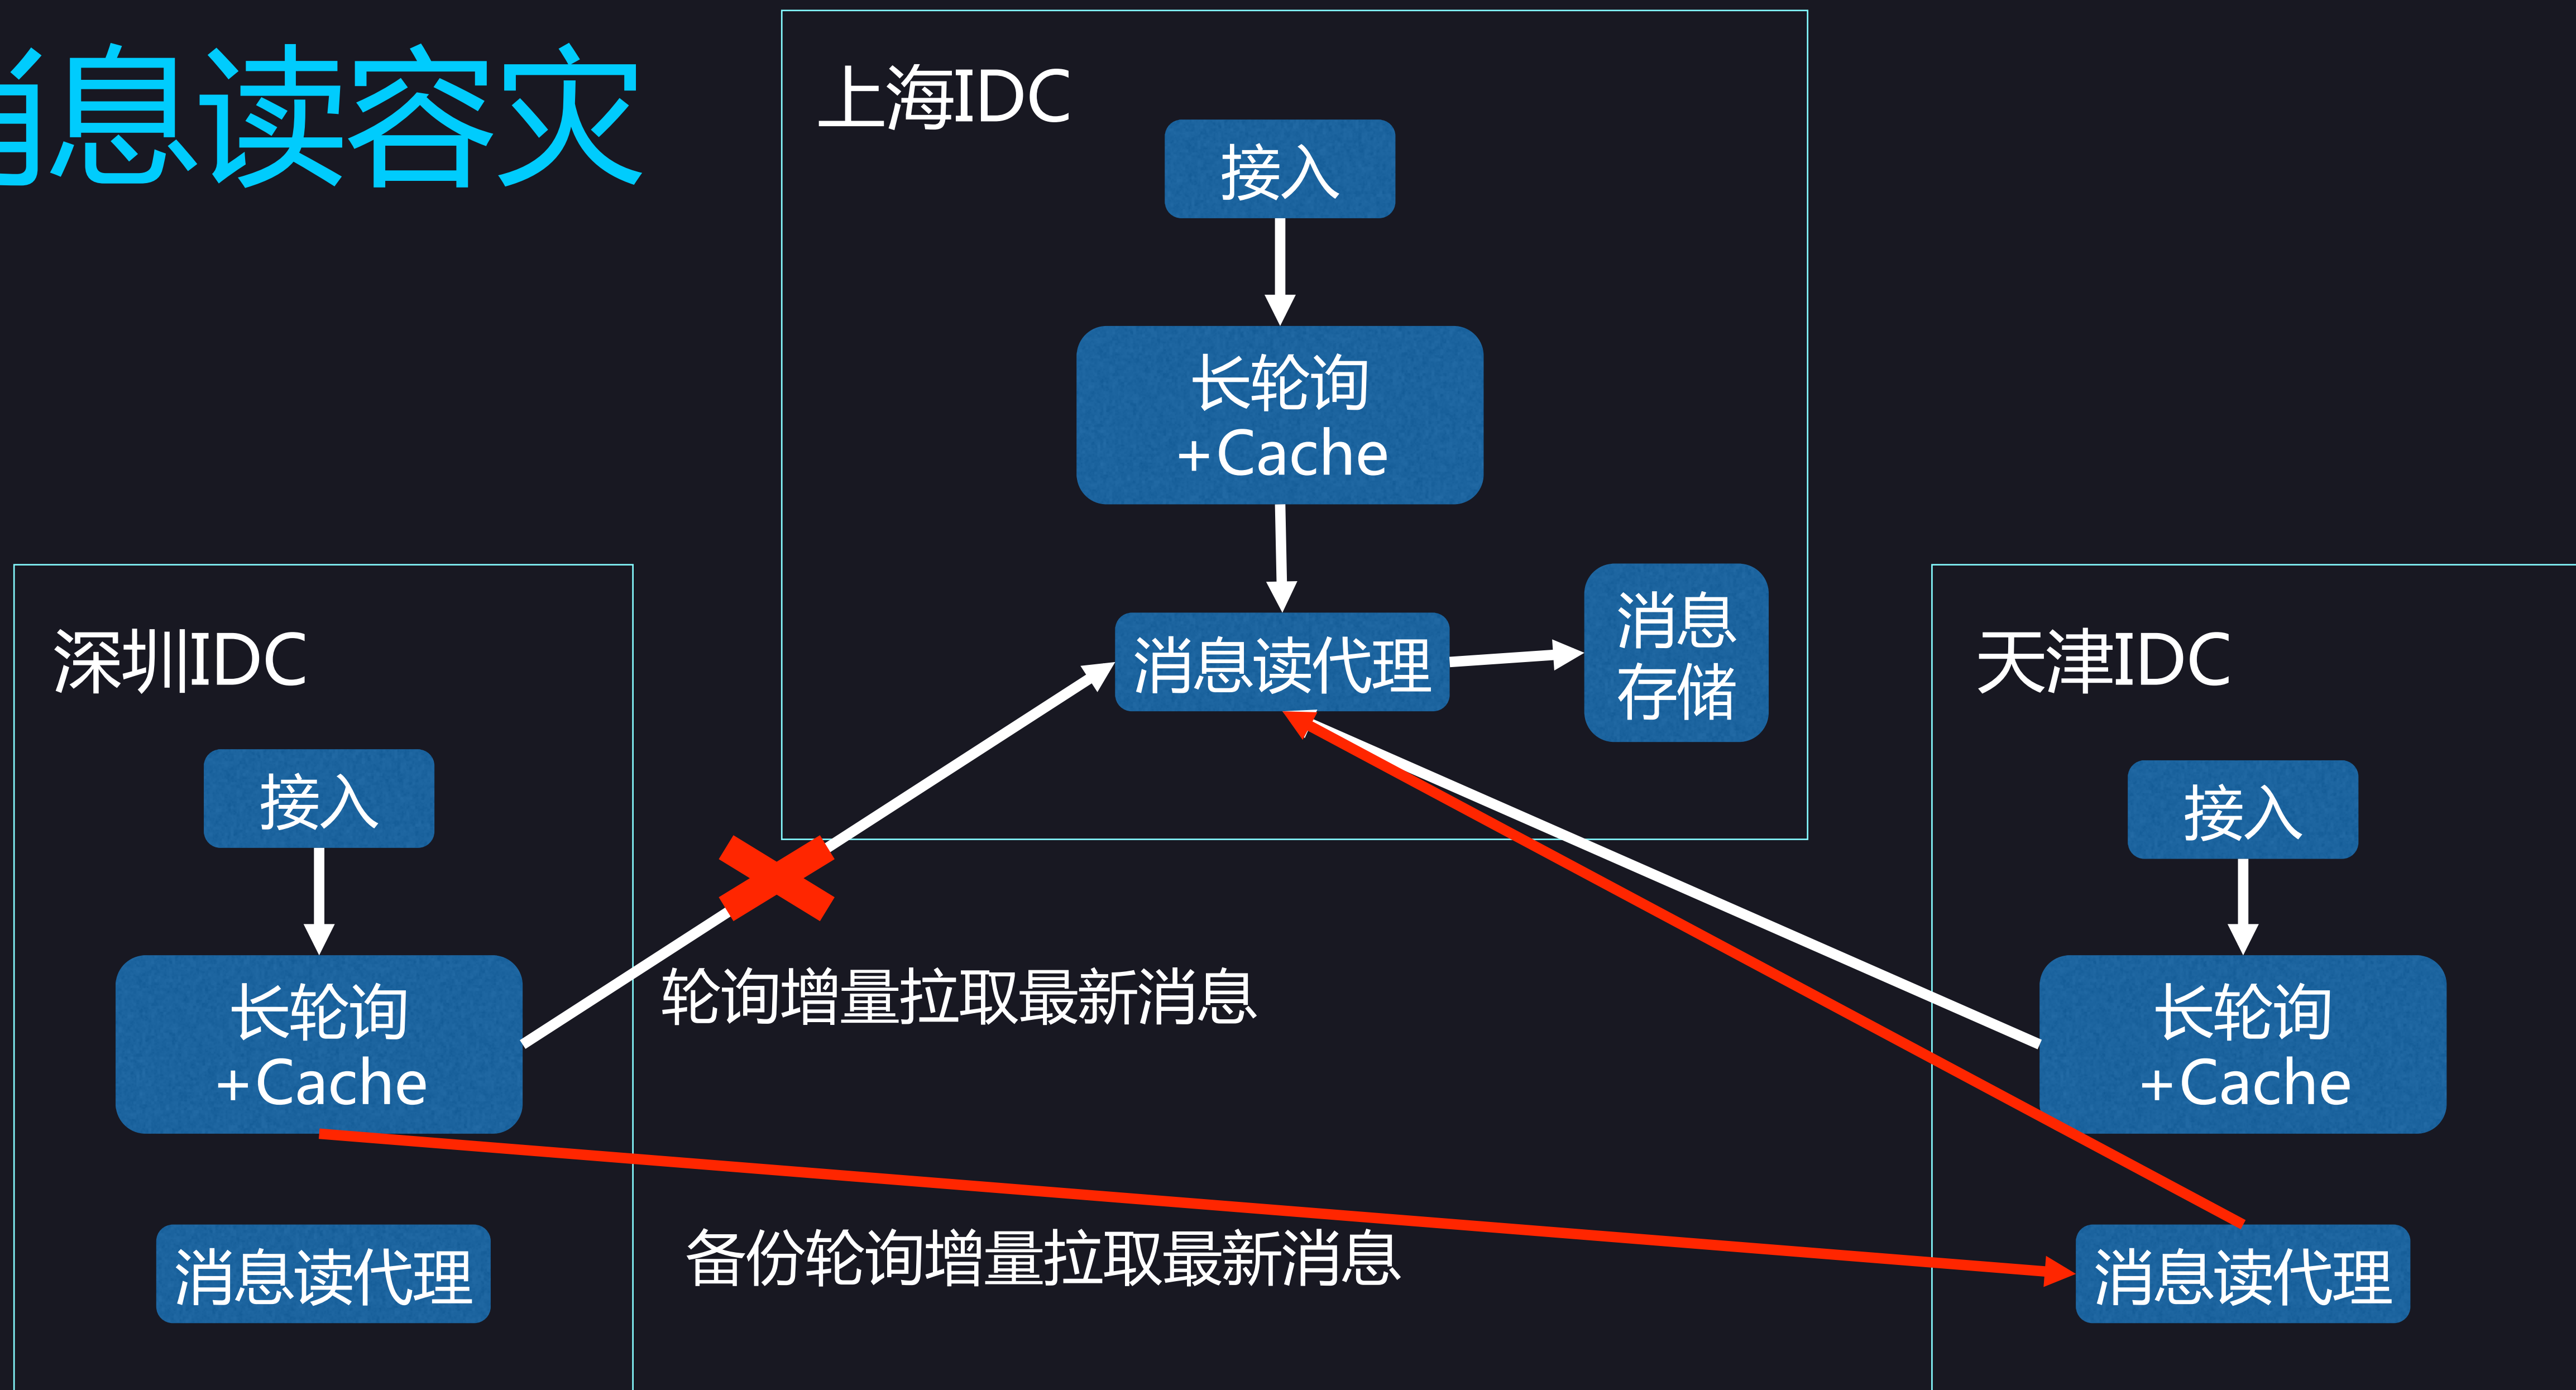 息读容灾
上海IDC
接入
长轮询
+Cache
消息读代理
消息
存储
深圳IDC
接入
长轮询
+Cache
消息读代理
轮询增量拉取最新消息
备份轮询增量拉取最新消息
天津IDC
接入
长轮询
+Cache
消息读代理